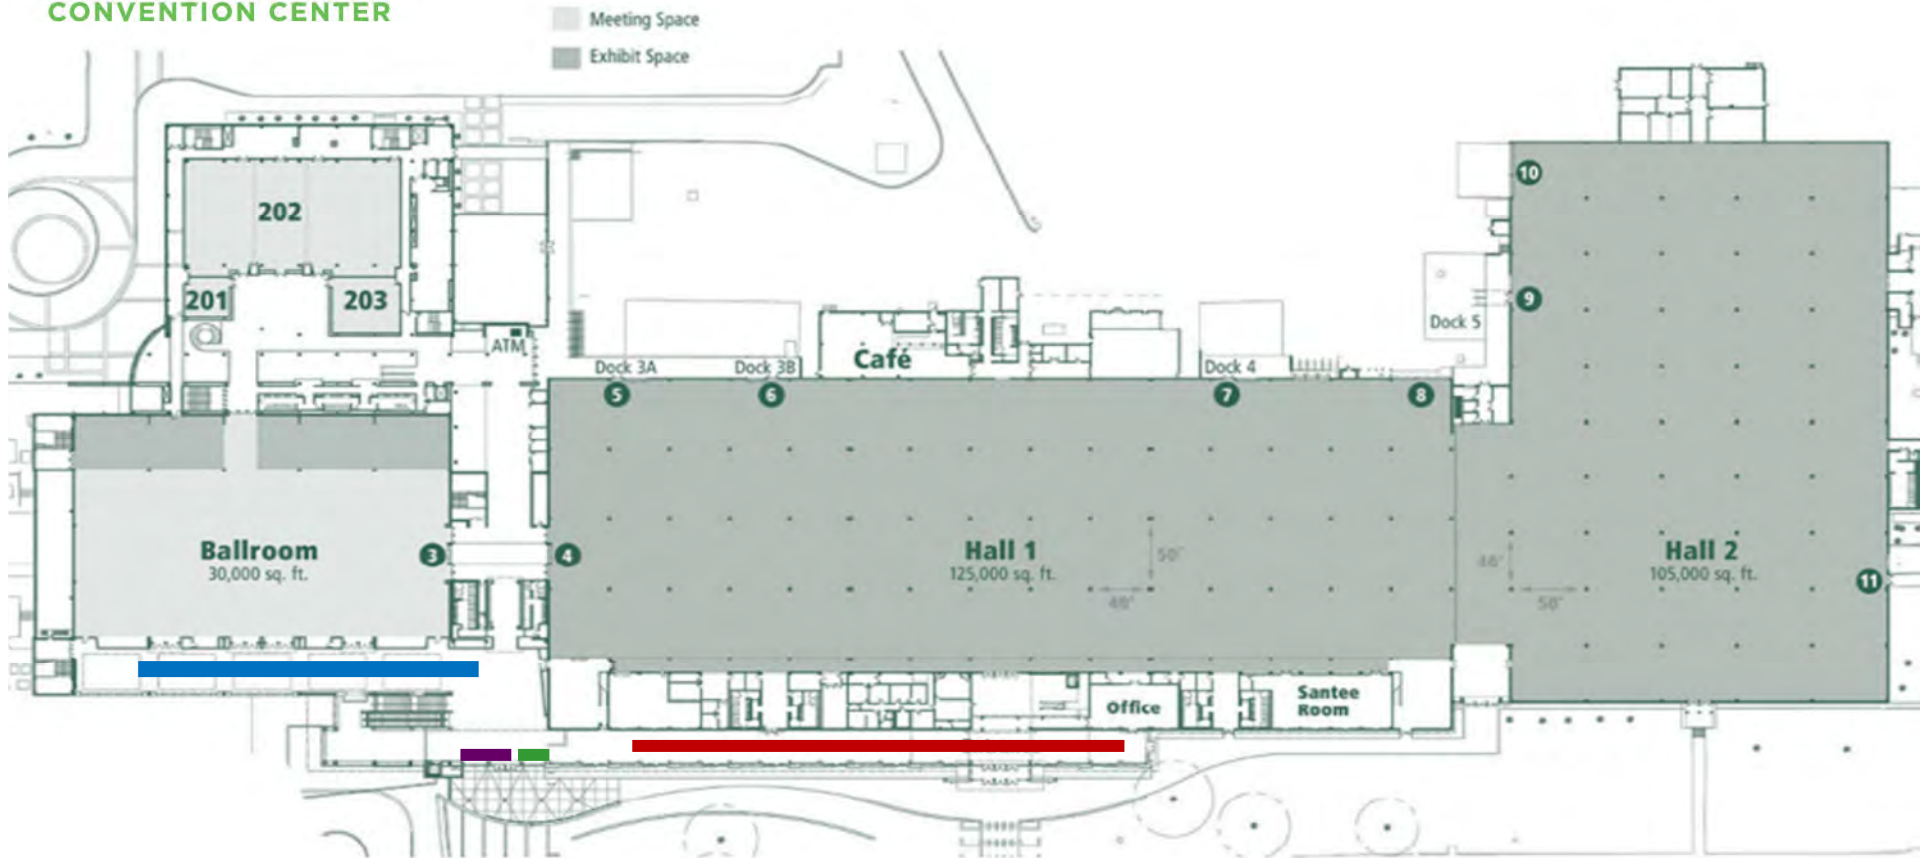 CONVENTION CENTER
Meeting Space
Exhibit Space
10
202
201
203
9
Dock 5
ATM
Café
Dock 3A
Dock 3B
Dock 4
5
6
7
8
Ballroom
30,000 sq. ft.
3
4
Hall 1
125,000 sq. ft.
50'
40'
46'
50'
Hall 2
105,000 sq. ft.
11
Office
Santee
Room